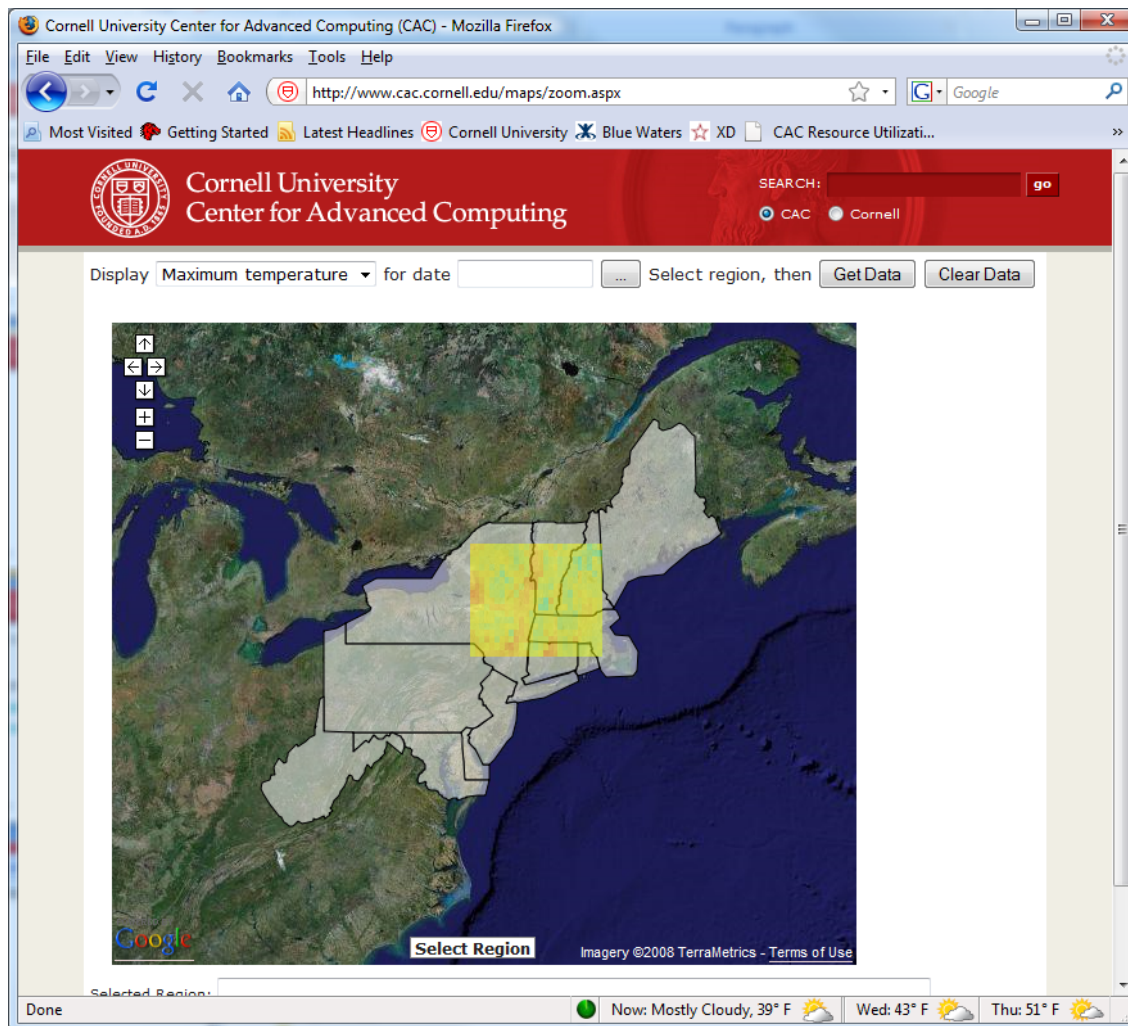 Cornell University Center for Advanced Computing (CAC) - Mozilla Firefox
File Edit View History Bookmarks Tools Help
http://www.cac.cornell.edu/maps/zoom.aspx
G Google
Most Visited Getting Started Latest Headlines Cornell University Blue Waters XD CAC Resource Utilizati... »
Cornell University
Center for Advanced Computing
SEARCH: go
CAC Cornell
Display Maximum temperature for date ... Select region, then Get Data Clear Data
Google
Select Region
Imagery ©2008 TerraMetrics - Terms of Use
Selected Region:
Done Now: Mostly Cloudy, 39° F Wed: 43° F Thu: 51° F